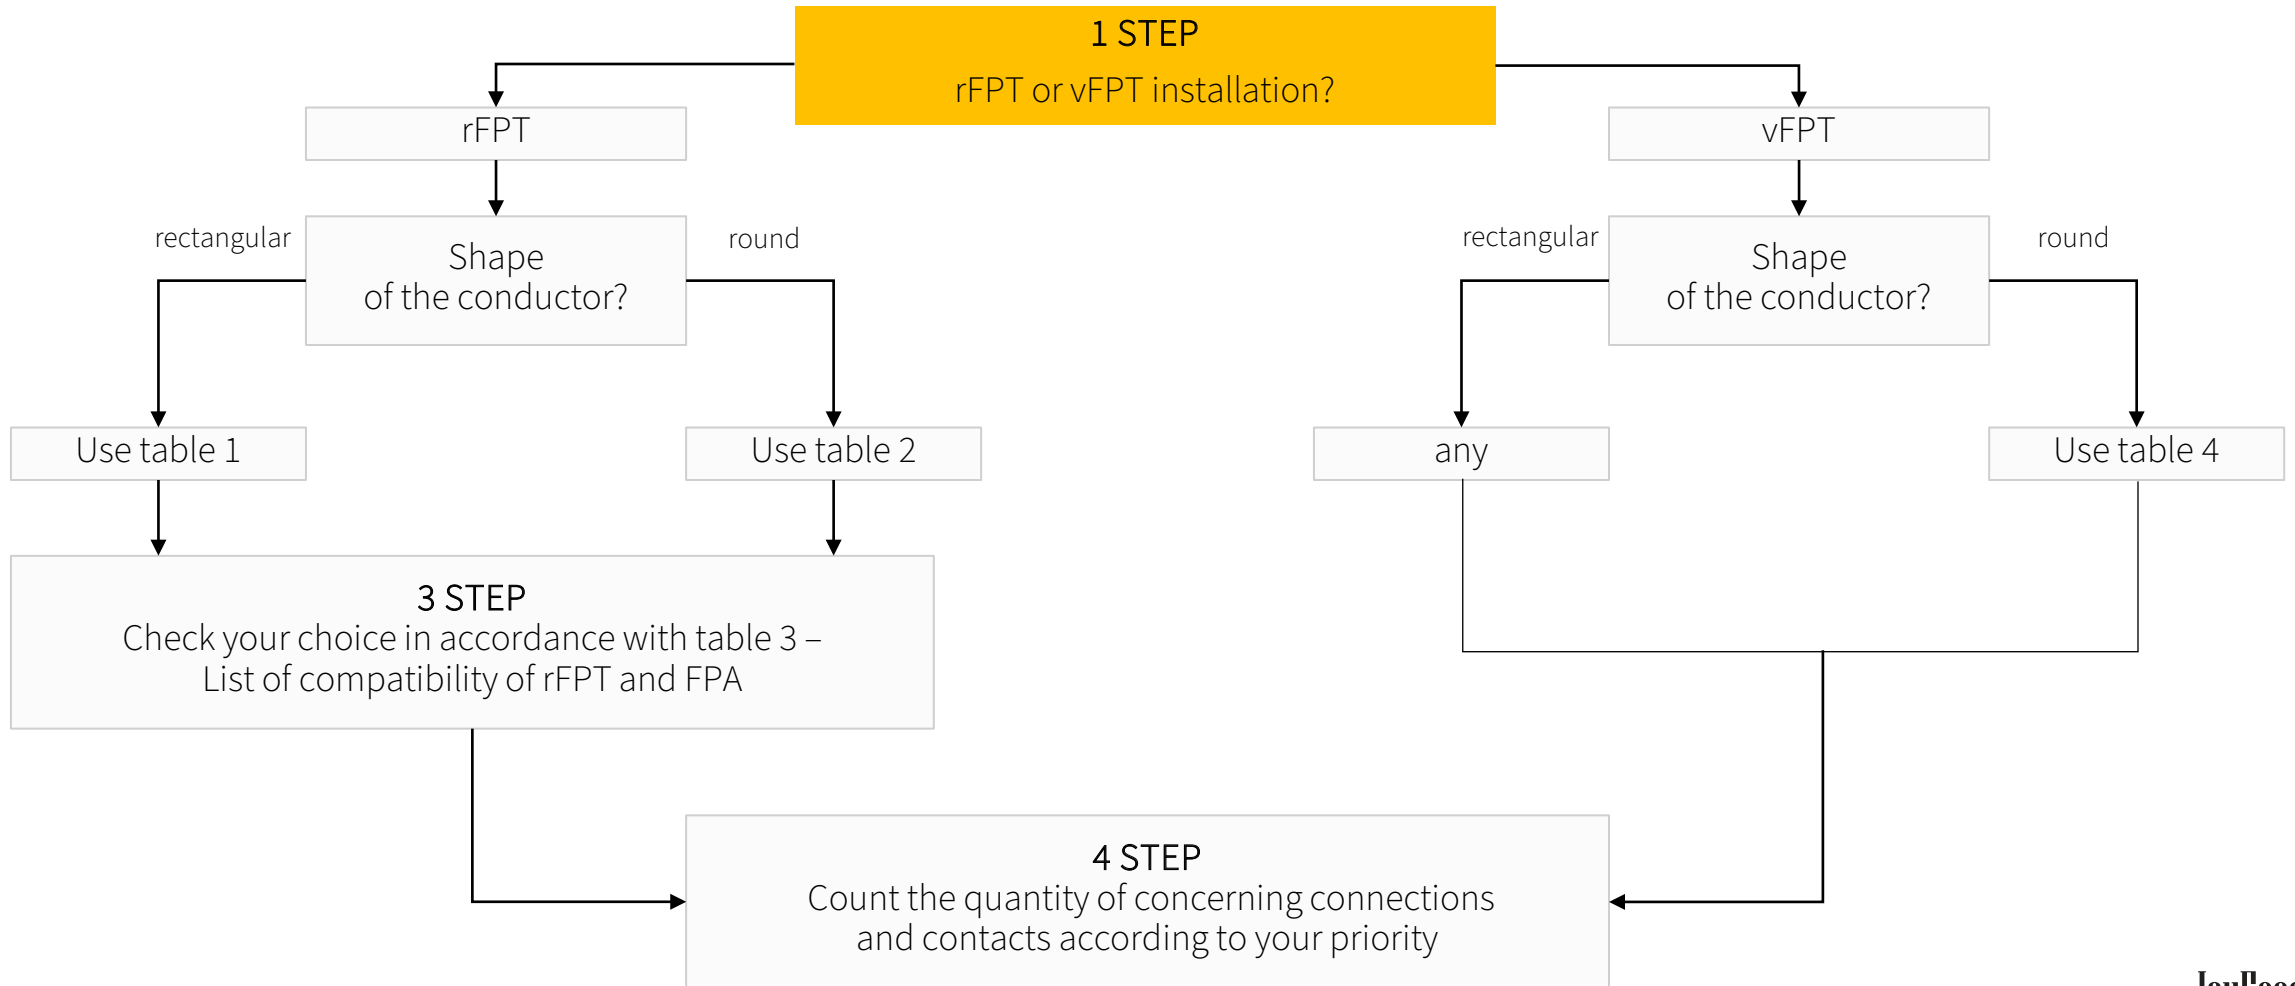 1 STEP
rFPT or vFPT installation?
rFPT
vFPT
rectangular
Shape
of the conductor?
round
rectangular
Shape
of the conductor?
round
Use table 1
Use table 2
any
Use table 4
3 STEP
Check your choice in accordance with table 3 –
List of compatibility of rFPT and FPA
4 STEP
Count the quantity of concerning connections
and contacts according to your priority